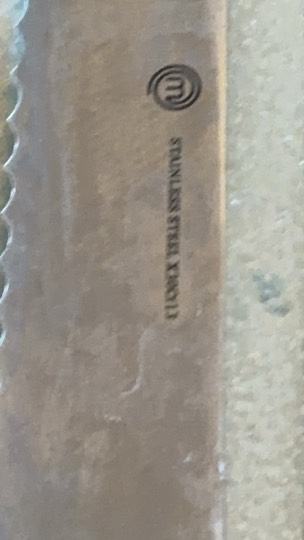 m
STAINLESS STEEL X30Cr13